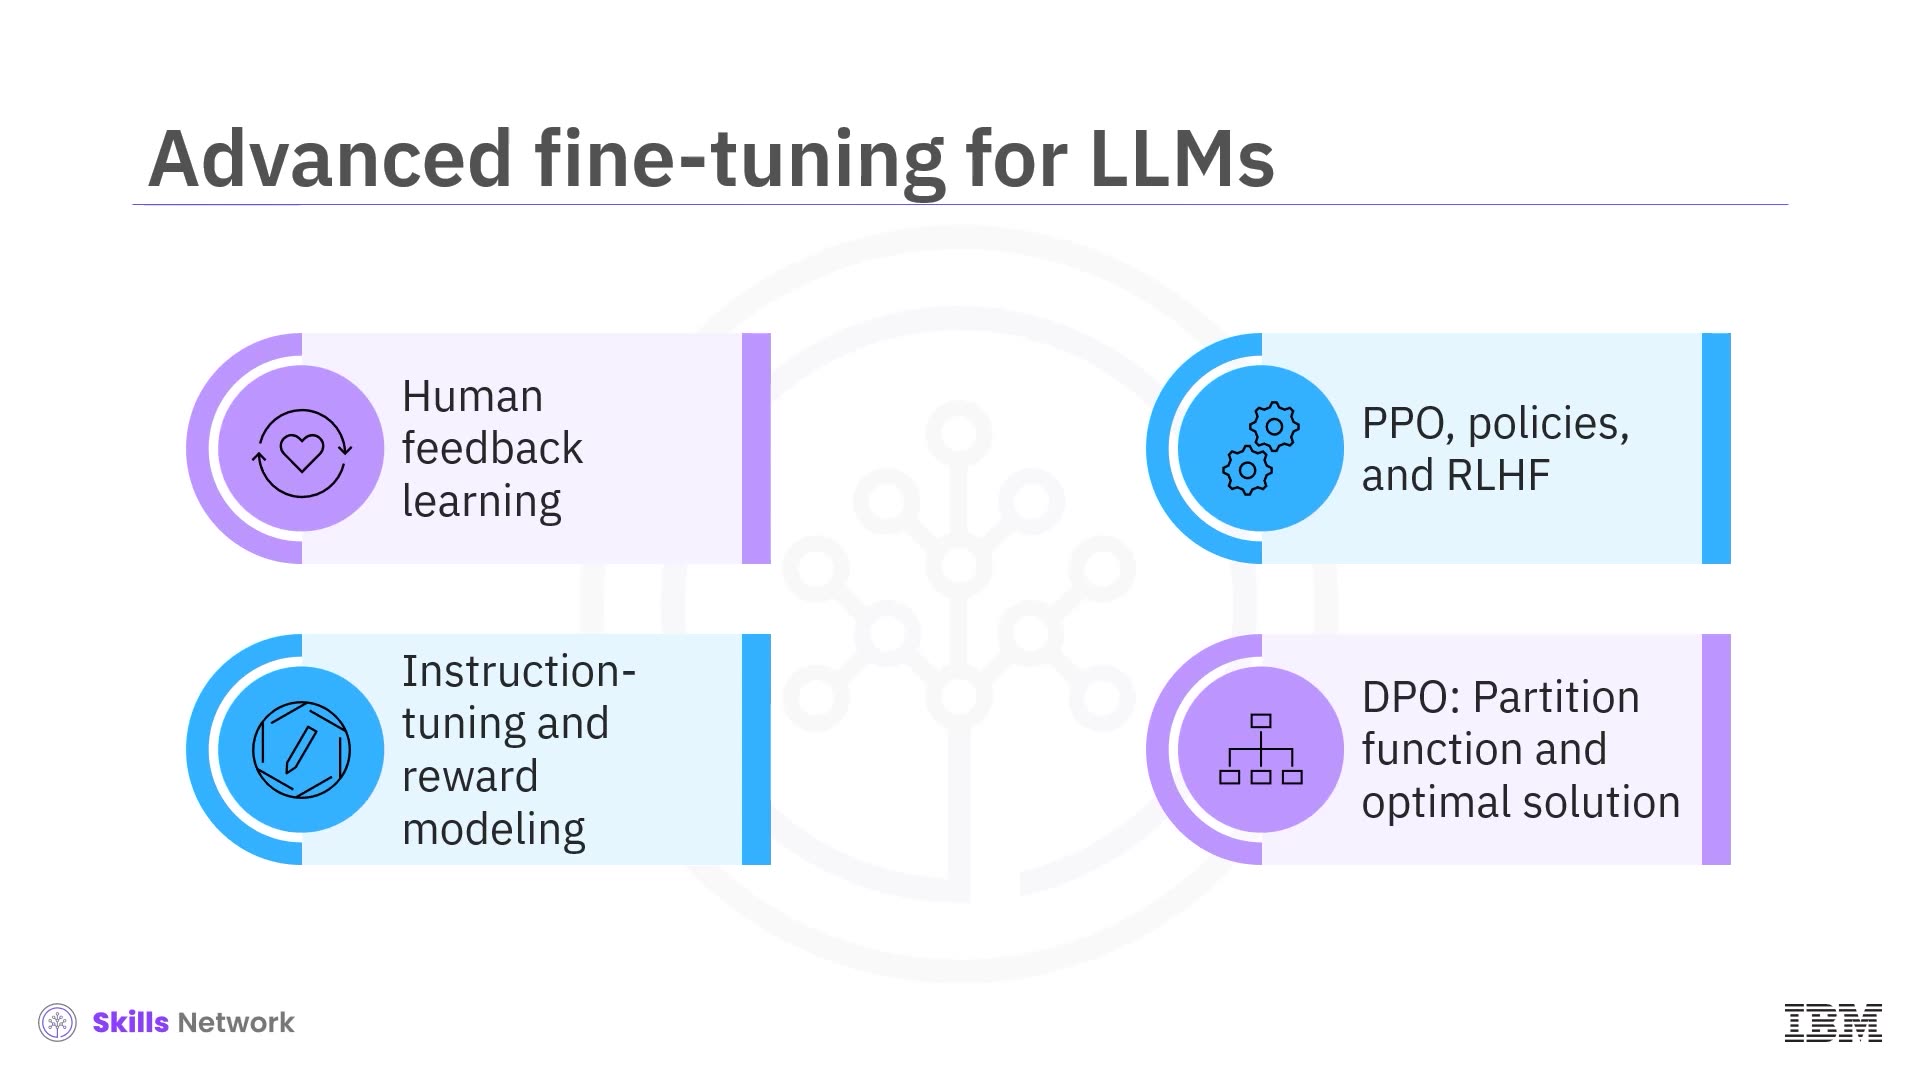 Advanced fine-tuning for LLMs
Human
feedback
learning
PPO, policies,
and RLHF
Instruction-
tuning and
reward
modeling
DPO: Partition
function and
optimal solution
Skills Network
IBM